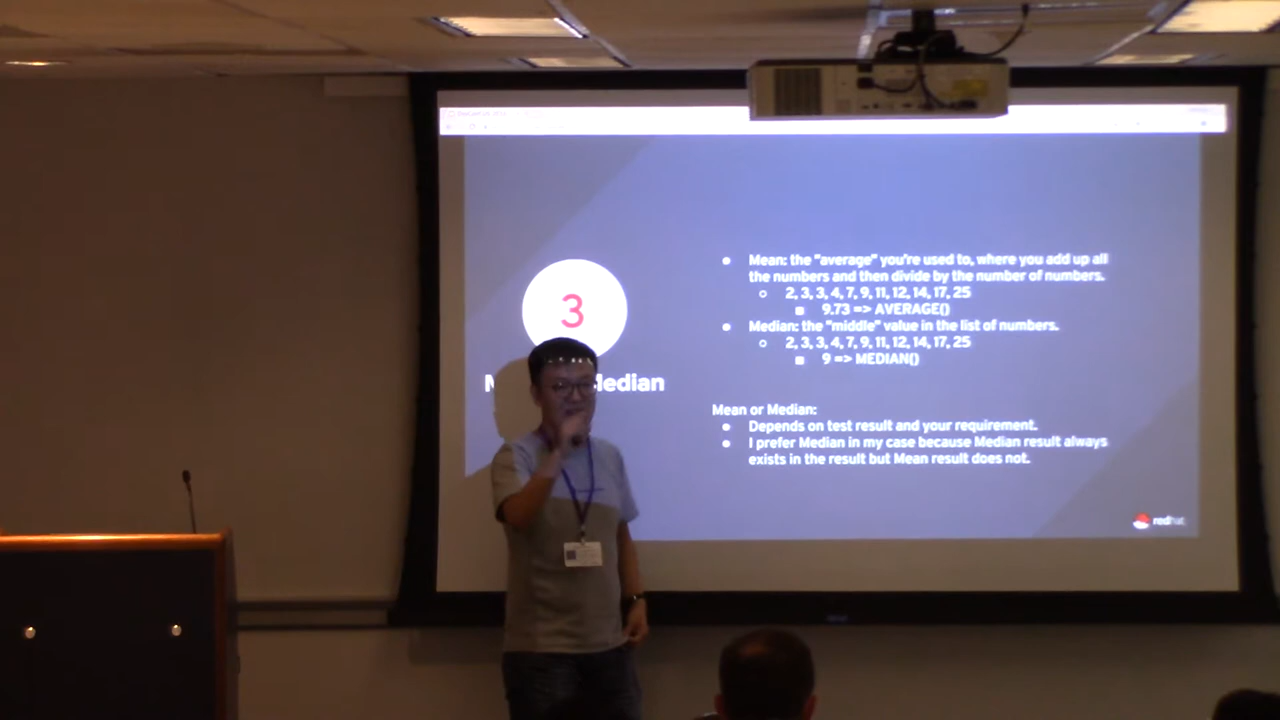 3
Median
● Mean: the "average" you're used to, where you add up all
the numbers and then divide by the number of numbers.
○ 2, 3, 3, 4, 7, 9, 11, 12, 14, 17, 25
■ 9.73 => AVERAGE()
● Median: the "middle" value in the list of numbers.
○ 2, 3, 3, 4, 7, 9, 11, 12, 14, 17, 25
■ 9 => MEDIAN()
Mean or Median:
● Depends on test result and your requirement.
● I prefer Median in my case because Median result always
exists in the result but Mean result does not.
redhat